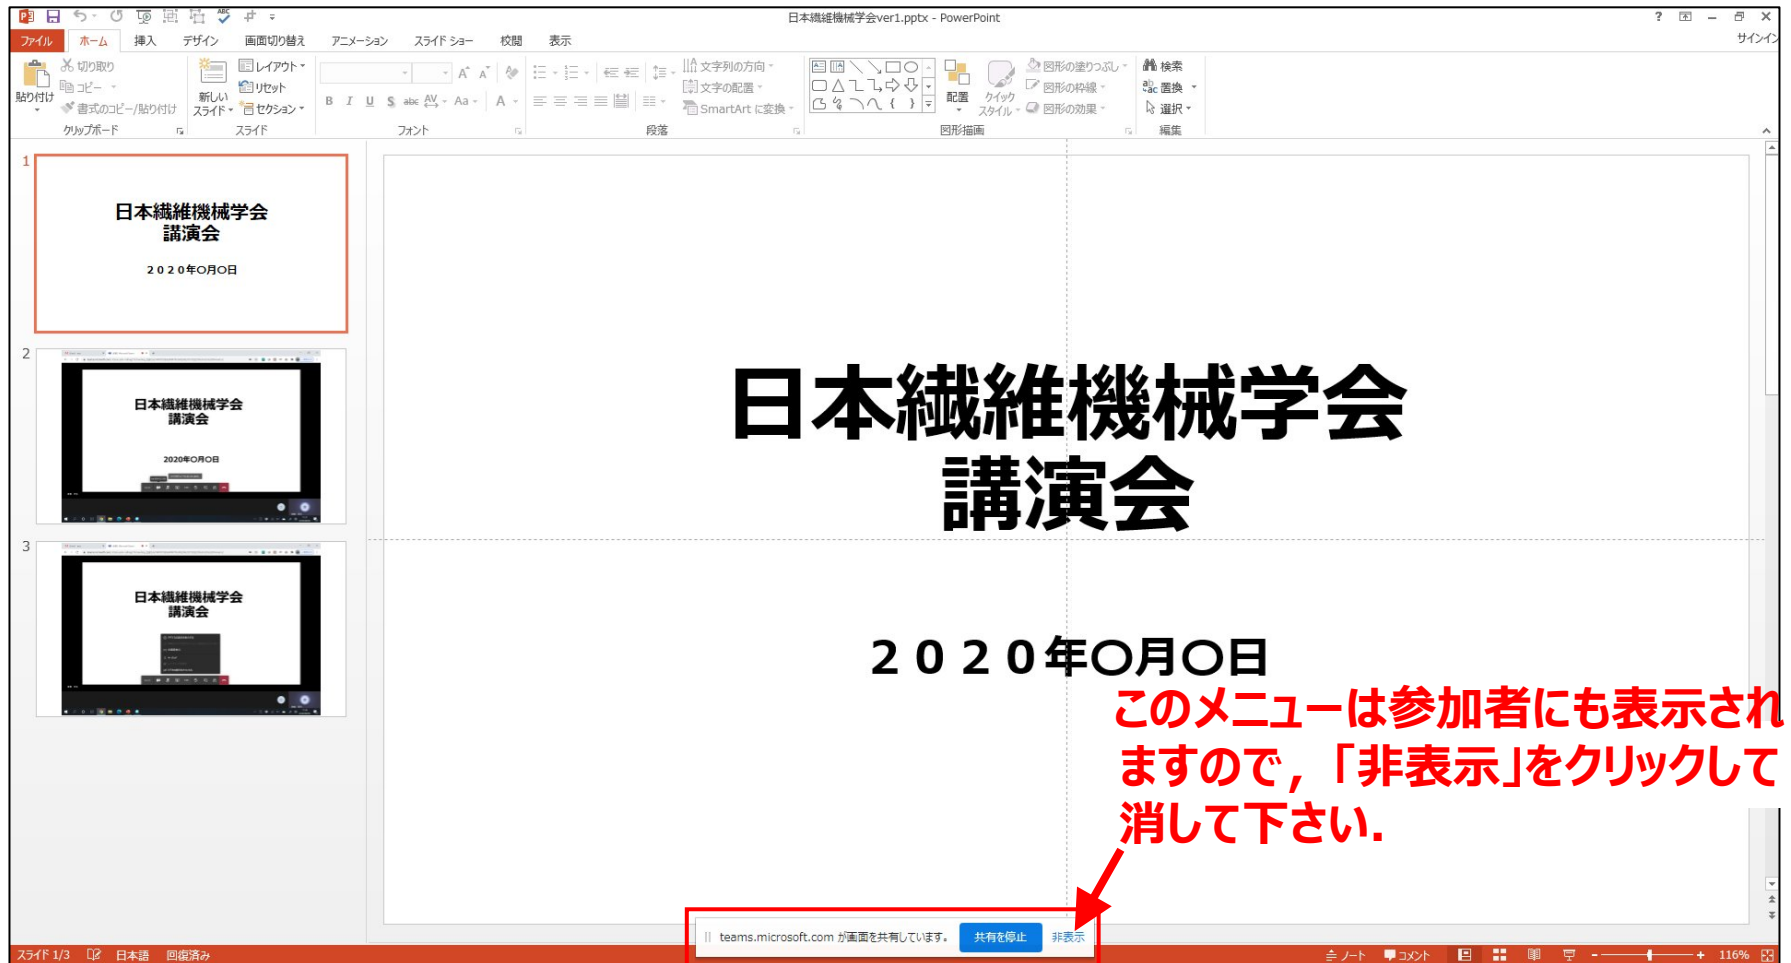 日本繊維機械学会ver1.pptx - PowerPoint
サインイン
ファイル ホーム 挿入 デザイン 画面切り替え アニメーション スライド ショー 校閲 表示
貼り付け
切り取り
コピー
書式のコピー/貼り付け
クリップボード
新しい
スライド
レイアウト
リセット
セクション
スライド
B I U S abc AV Aa A
フォント
文字列の方向
文字の配置
SmartArt に変換
段落
配置
クイック
スタイル
図形の塗りつぶし
図形の枠線
図形の効果
図形描画
検索
置換
選択
編集
1
日本繊維機械学会
講演会
2020年〇月〇日
2
日本繊維機械学会
講演会
2020年〇月〇日
3
日本繊維機械学会
講演会
日本繊維機械学会
講演会
2020年〇月〇日
このメニューは参加者にも表示され
ますので,「非表示」をクリックして
消して下さい.
teams.microsoft.com が画面を共有しています。 共有を停止 非表示
スライド 1/3 日本語 回復済み
ノート コメント 116%